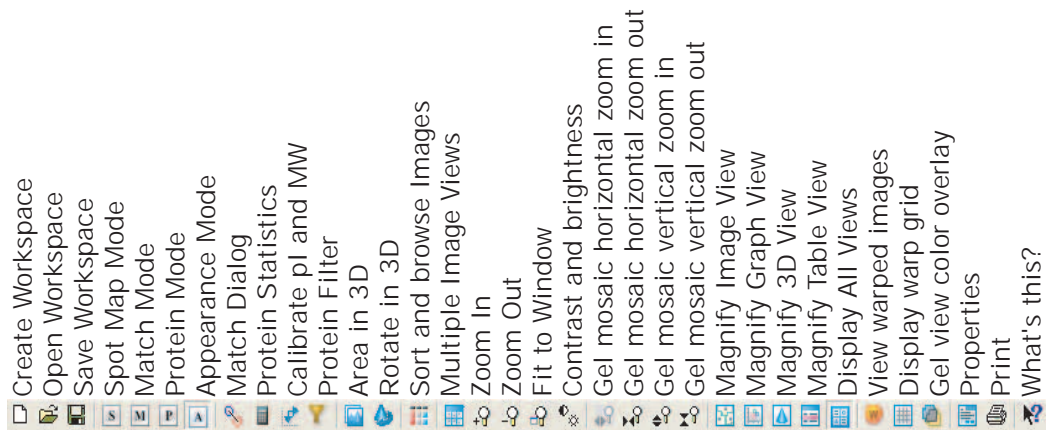 Create Workspace
Open Workspace
Save Workspace
Spot Map Mode
Match Mode
Protein Mode
Appearance Mode
Match Dialog
Protein Statistics
Calibrate pI and MW
Protein Filter
Area in 3D
Rotate in 3D
Sort and browse Images
Multiple Image Views
Zoom In
Zoom Out
Fit to Window
Contrast and brightness
Gel mosaic horizontal zoom in
Gel mosaic horizontal zoom out
Gel mosaic vertical zoom in
Gel mosaic vertical zoom out
Magnify Image View
Magnify Graph View
Magnify 3D View
Magnify Table View
Display All Views
View warped images
Display warp grid
Gel view color overlay
Properties
Print
What's this?
S M P A W